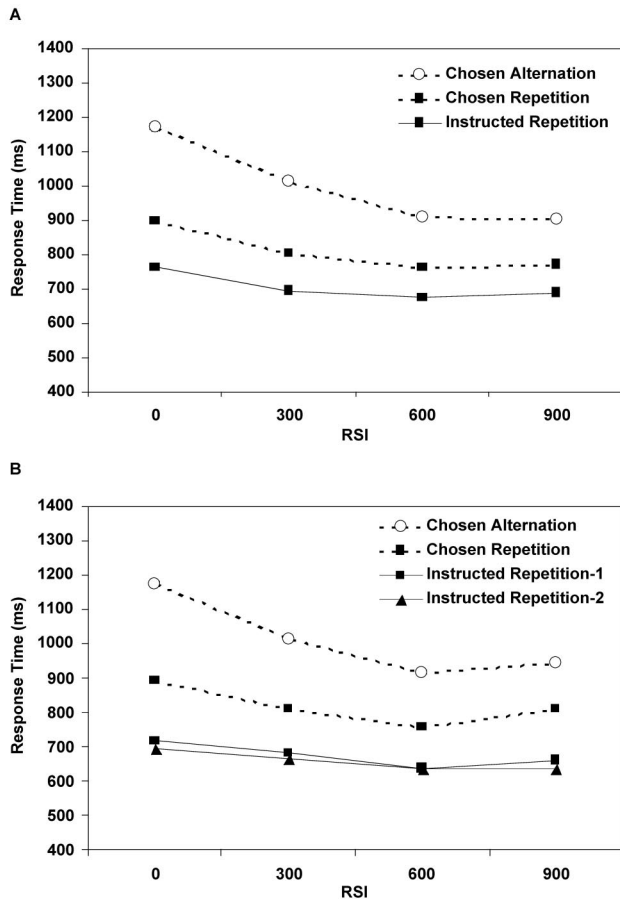 A
1400
1300
1200
1100
1000
900
800
700
600
500
400
Response Time (ms)
Chosen Alternation
Chosen Repetition
Instructed Repetition
0 300 600 900
RSI
B
1400
1300
1200
1100
1000
900
800
700
600
500
400
Response Time (ms)
Chosen Alternation
Chosen Repetition
Instructed Repetition-1
Instructed Repetition-2
0 300 600 900
RSI